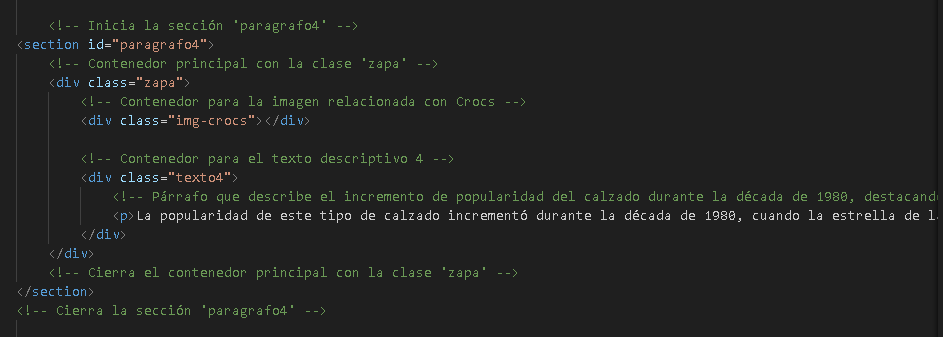 <!-- Inicia la sección 'paragrafo4' -->
<section id="paragrafo4">
<!-- Contenedor principal con la clase 'zapa' -->
<div class="zapa">
<!-- Contenedor para la imagen relacionada con Crocs -->
<div class="img-crocs"></div>
<!-- Contenedor para el texto descriptivo 4 -->
<div class="texto4">
<!-- Párrafo que describe el incremento de popularidad del calzado durante la década de 1980, destacand
<p>La popularidad de este tipo de calzado incrementó durante la década de 1980, cuando la estrella de l
</div>
</div>
<!-- Cierra el contenedor principal con la clase 'zapa' -->
</section>
<!-- Cierra la sección 'paragrafo4' -->